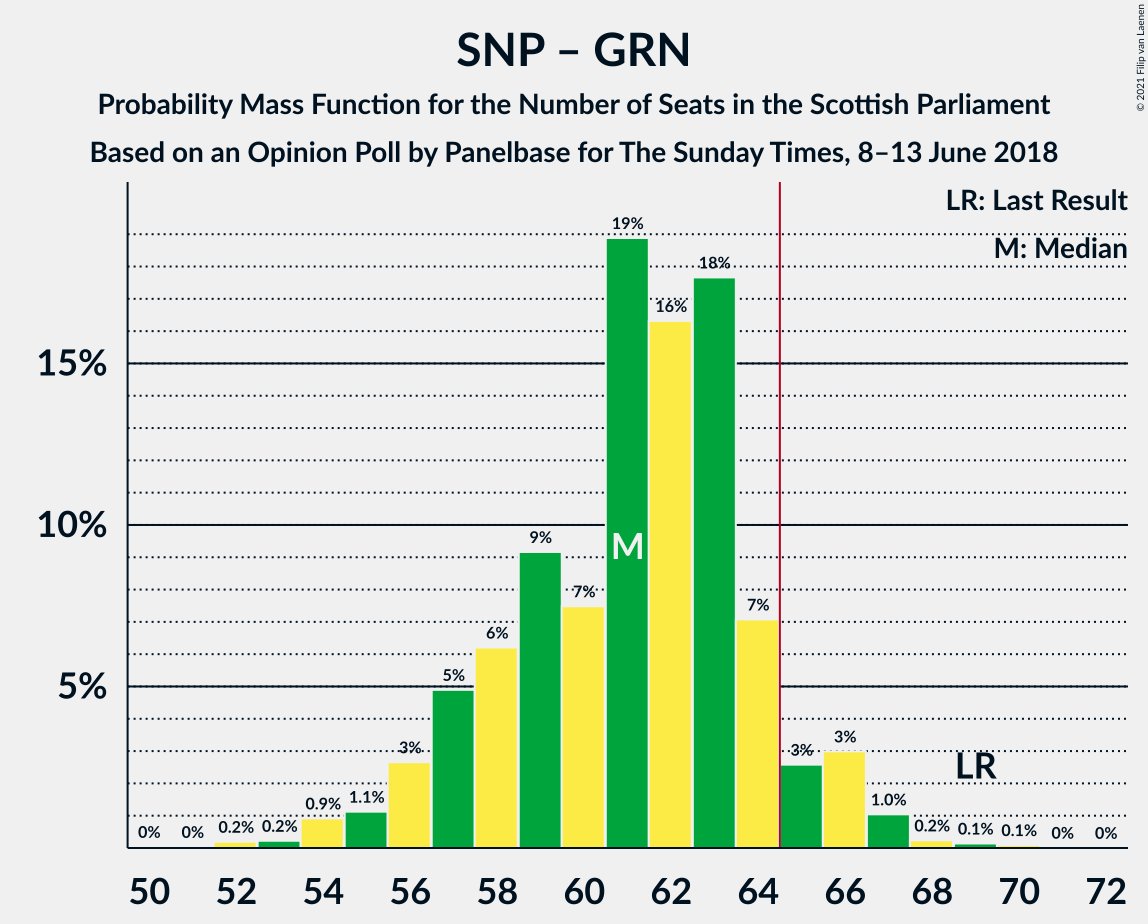 SNP – GRN
Probability Mass Function for the Number of Seats in the Scottish Parliament
Based on an Opinion Poll by Panelbase for The Sunday Times, 8–13 June 2018
© 2021 Filip van Laenen
LR: Last Result
M: Median
15%
10%
5%
0% 0% 0.2% 0.2% 0.9% 1.1% 3% 5% 6% 9% 7% 19% 16% 18% 7% 3% 3% 1.0% 0.2% 0.1% 0.1% 0% 0%
M
LR
50 52 54 56 58 60 62 64 66 68 70 72